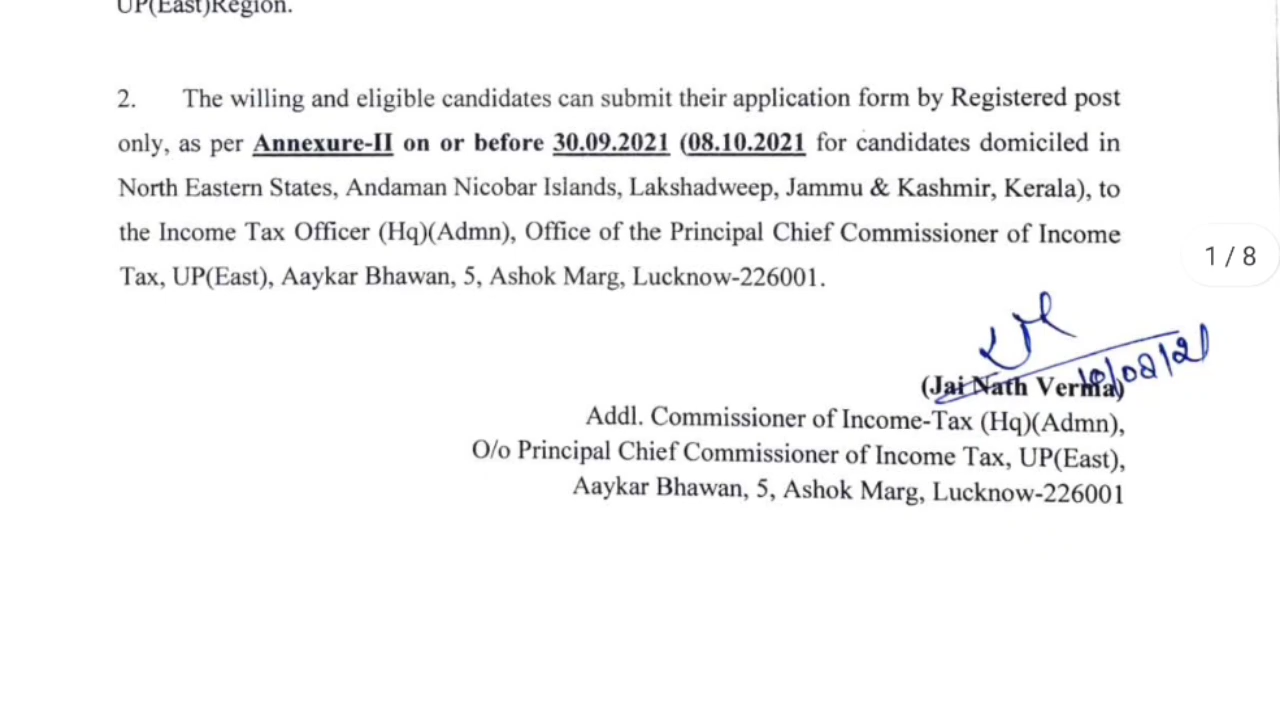 UP(East)Region.
2. The willing and eligible candidates can submit their application form by Registered post
only, as per Annexure-II on or before 30.09.2021 (08.10.2021 for candidates domiciled in
North Eastern States, Andaman Nicobar Islands, Lakshadweep, Jammu & Kashmir, Kerala), to
the Income Tax Officer (Hq)(Admn), Office of the Principal Chief Commissioner of Income
Tax, UP(East), Aaykar Bhawan, 5, Ashok Marg, Lucknow-226001.
1 / 8
(Jai Nath Verma)
Addl. Commissioner of Income-Tax (Hq)(Admn),
O/o Principal Chief Commissioner of Income Tax, UP(East),
Aaykar Bhawan, 5, Ashok Marg, Lucknow-226001